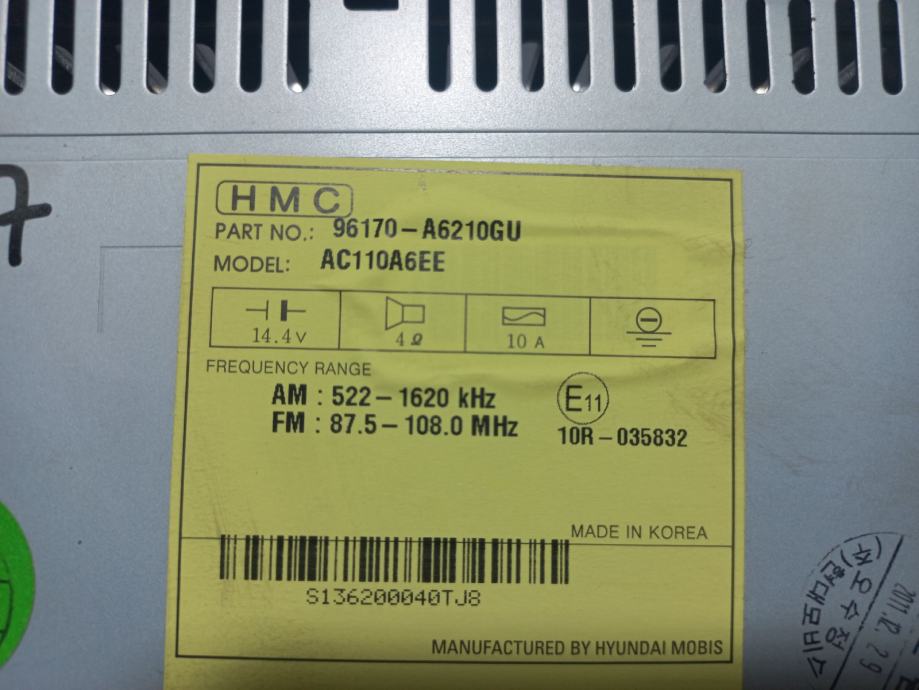 7
HMC
PART NO.: 96170-A6210GU
MODEL: AC110A6EE
14.4V
4Ω
10 A
FREQUENCY RANGE
AM : 522-1620 kHz
FM : 87.5-108.0 MHz
E11
10R-035832
MADE IN KOREA
S136200040TJ8
MANUFACTURED BY HYUNDAI MOBIS